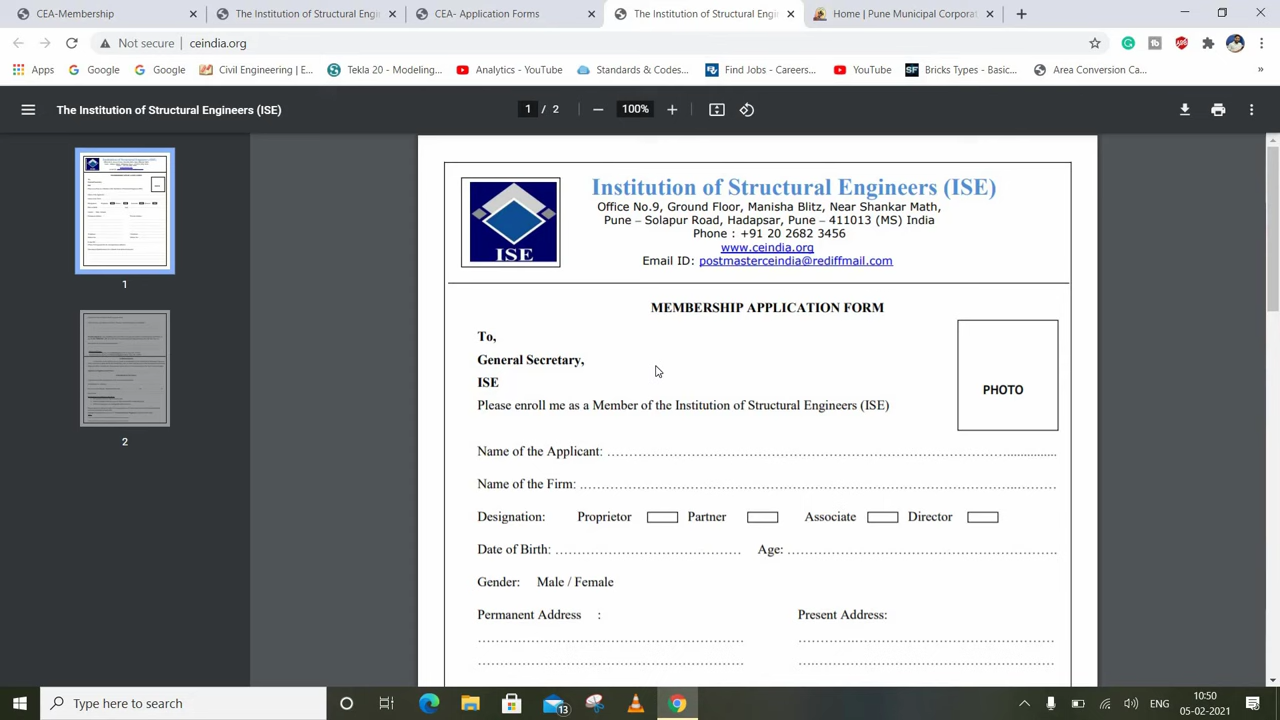 CEA-Membership
The Institution of Structural Engin
CEA- Application Forms
The Institution of Structural Engin
Home | Pune Municipal Corporat
Not secure
ceindia.org
Apps
Google
Google
Civil Engineering | E...
Tekla 20 - Modeling...
Analytics - YouTube
Standards & Codes...
Find Jobs - Careers...
YouTube
Bricks Types - Basic...
Area Conversion Ca...
»
The Institution of Structural Engineers (ISE)
1 / 2
100%
1
2
ISE
Institution of Structural Engineers (ISE)
Office No.9, Ground Floor, Manisha Blitz, Near Shankar Math,
Pune – Solapur Road, Hadapsar, Pune – 411013 (MS) India
Phone : +91 20 2682 3456
www.ceindia.org
Email ID: postmasterceindia@rediffmail.com
MEMBERSHIP APPLICATION FORM
PHOTO
To,
General Secretary,
ISE
Please enroll me as a Member of the Institution of Structural Engineers (ISE)
Name of the Applicant:
Name of the Firm:
Designation: Proprietor Partner Associate Director
Date of Birth: Age:
Gender: Male / Female
Permanent Address : Present Address:
Type here to search
13
ENG
10:50
05-02-2021